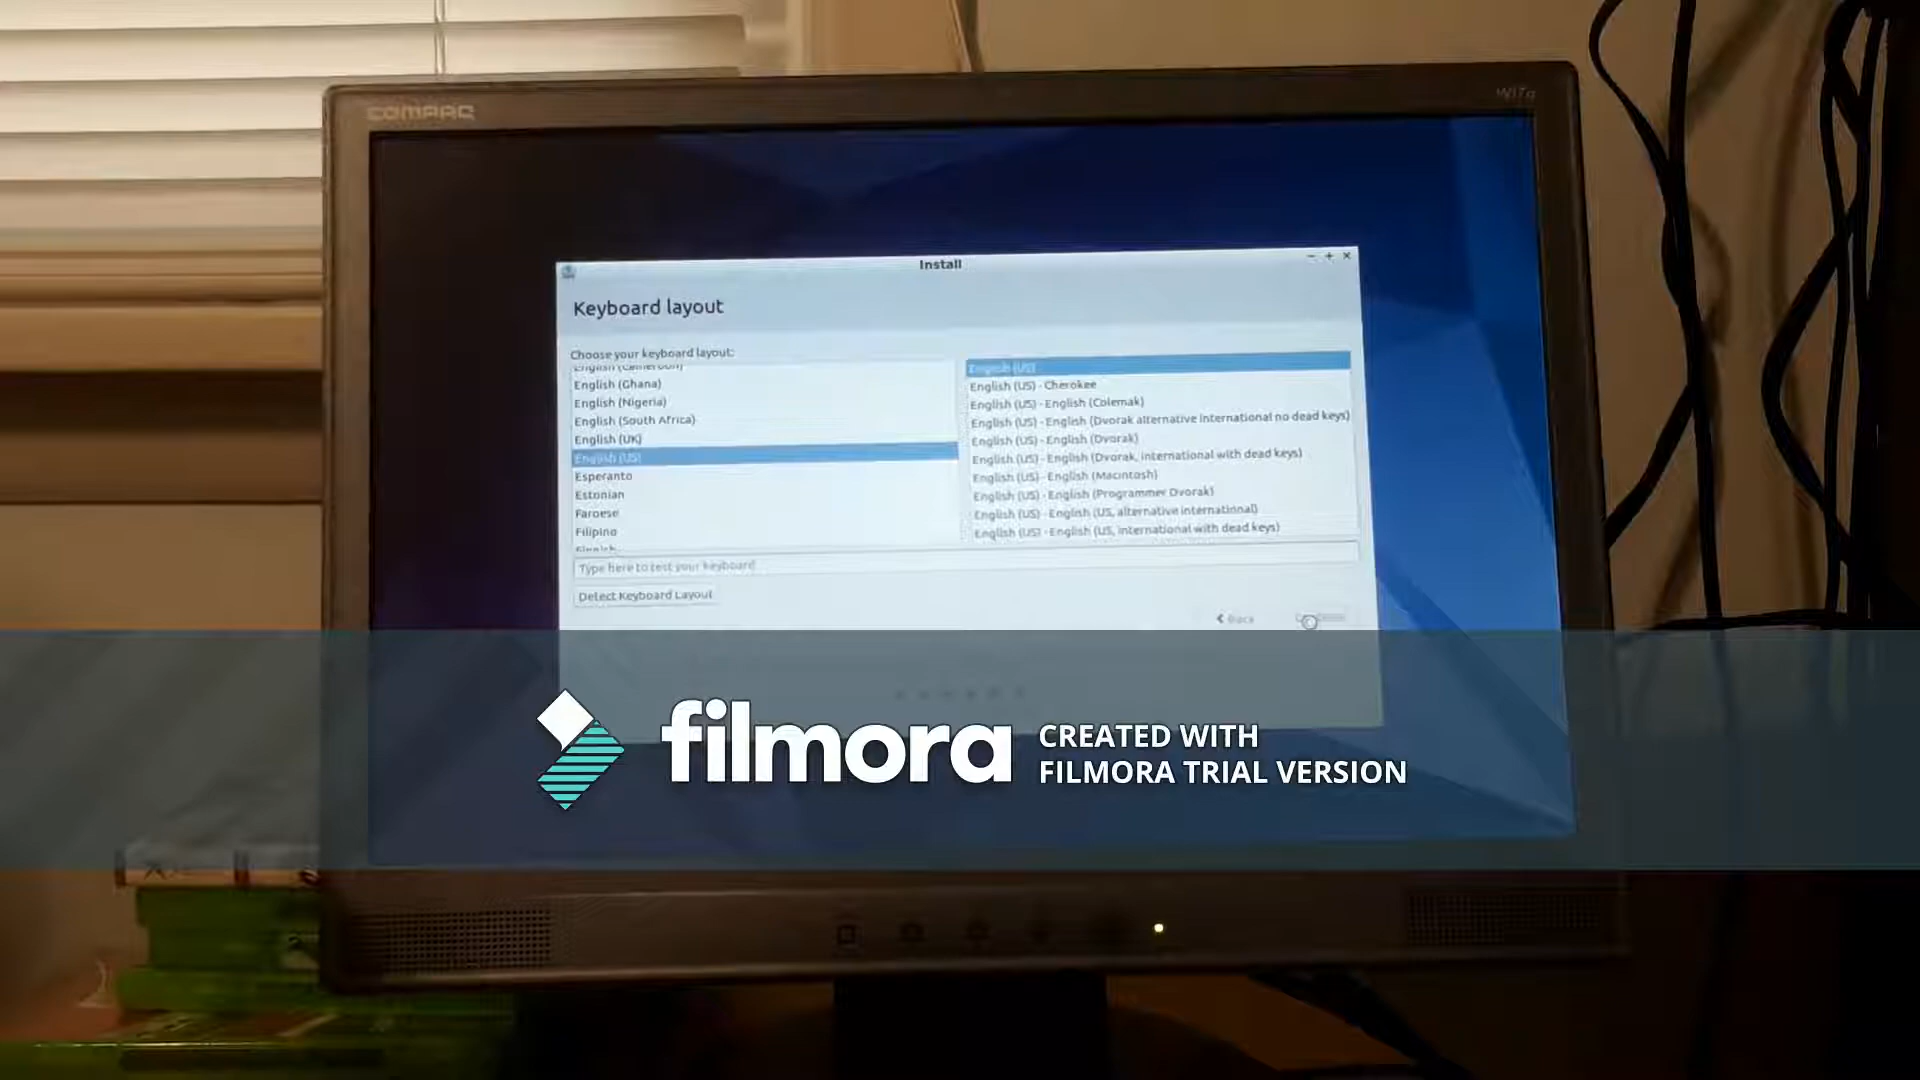 COMPAQ
Install
Keyboard layout
Choose your keyboard layout:
English (Cameroon)
English (Ghana)
English (Nigeria)
English (South Africa)
English (UK)
English (US)
Esperanto
Estonian
Faroese
Filipino
Finnish
English (US)
English (US) - Cherokee
English (US) - English (Colemak)
English (US) - English (Dvorak alternative international no dead keys)
English (US) - English (Dvorak)
English (US) - English (Dvorak, international with dead keys)
English (US) - English (Macintosh)
English (US) - English (Programmer Dvorak)
English (US) - English (US, alternative international)
English (US) - English (US, international with dead keys)
Type here to test your keyboard
Detect Keyboard Layout
Back
filmora
CREATED WITH
FILMORA TRIAL VERSION